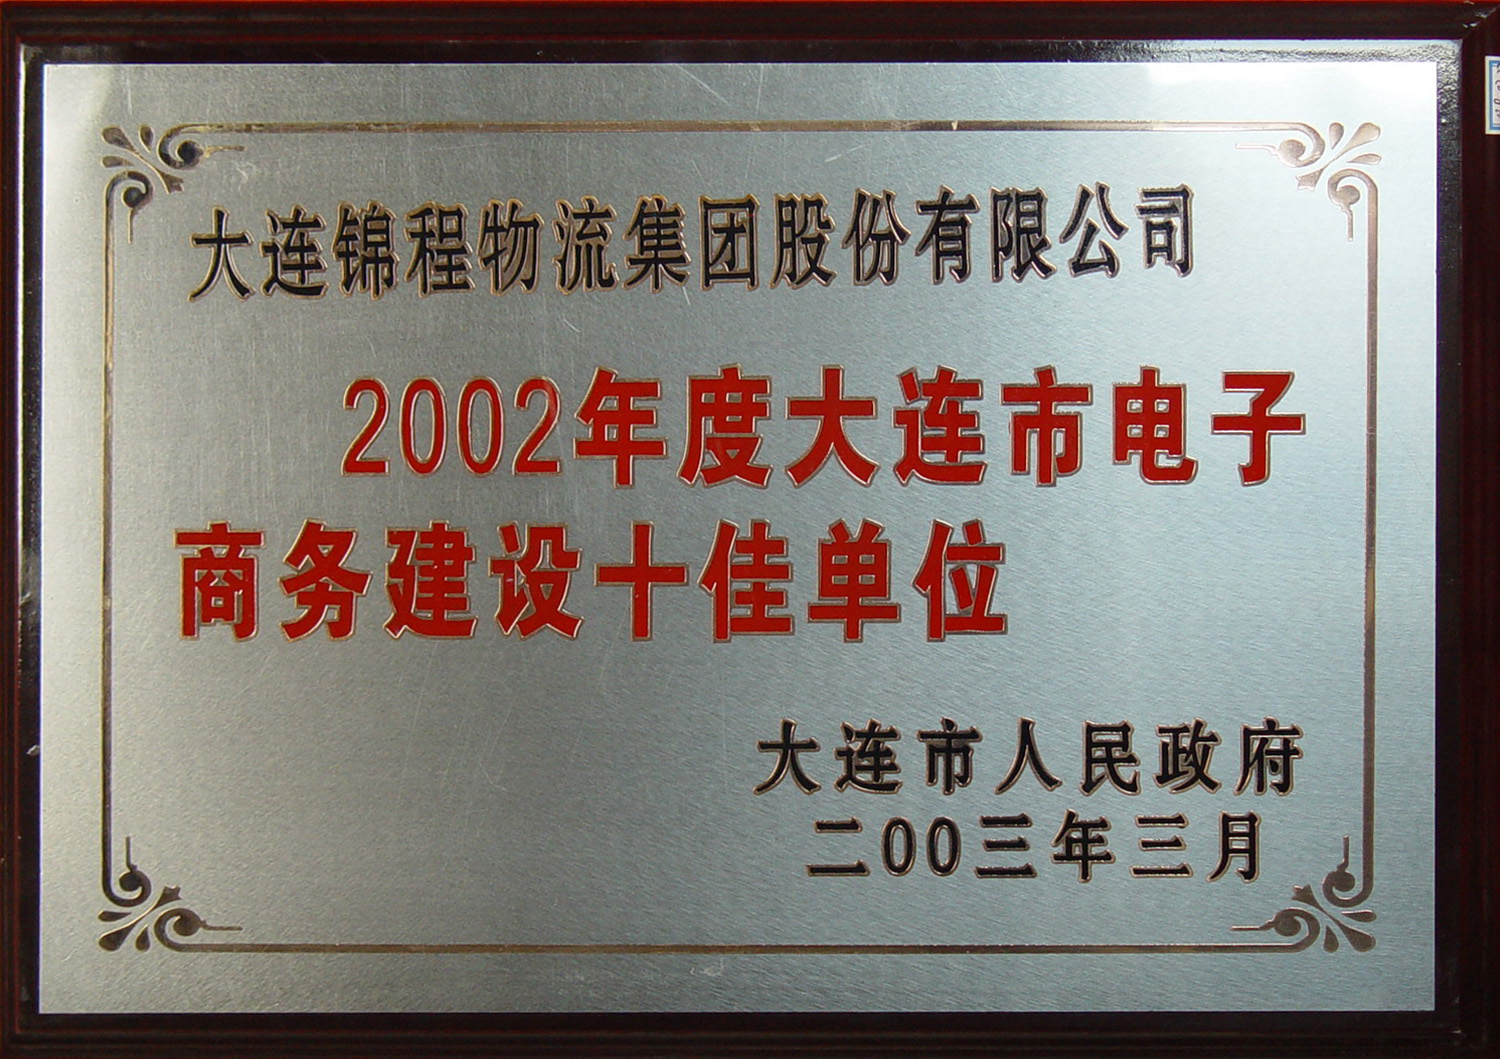 大连锦程物流集团股份有限公司
2002年度大连市电子
商务建设十佳单位
大连市人民政府
二00三年三月